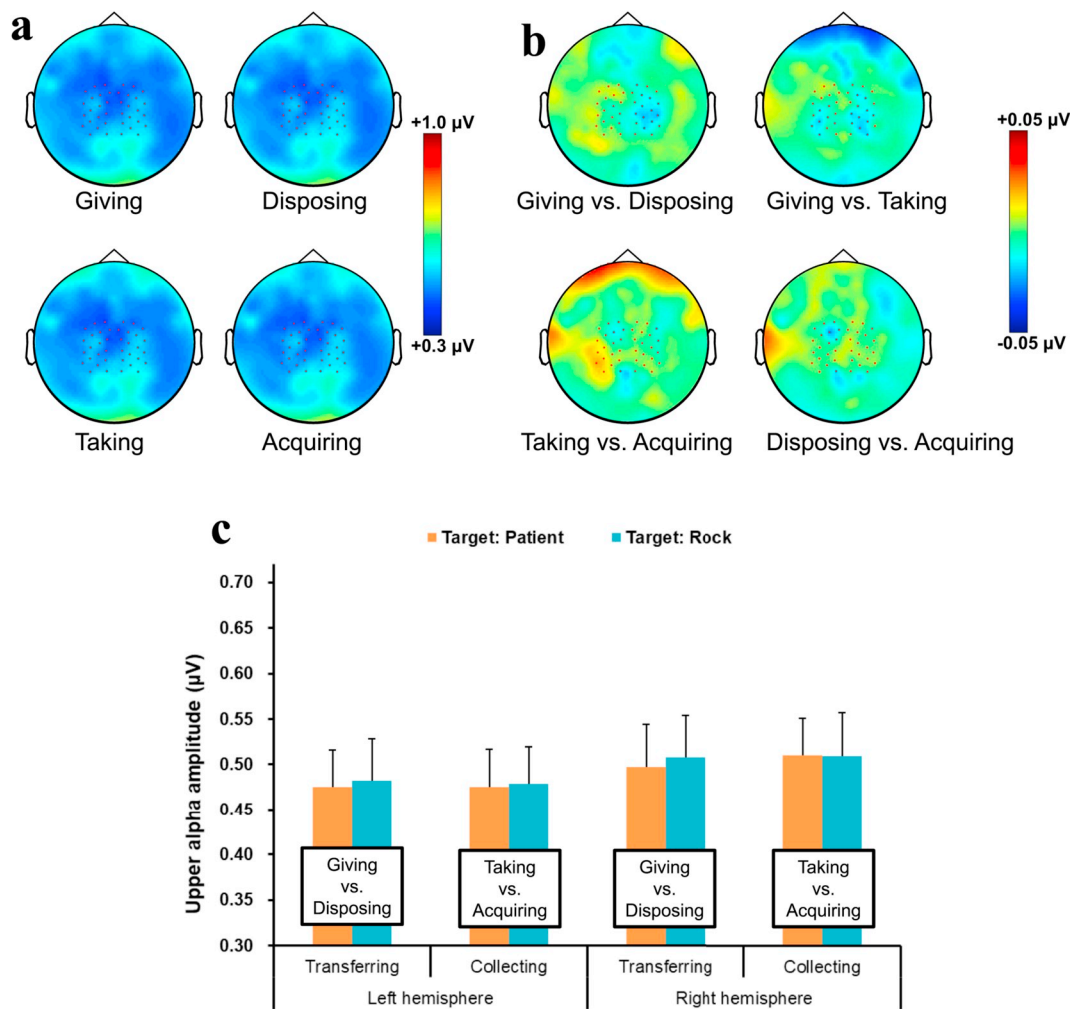 a
b
Giving
Disposing
+1.0 µV
+0.3 µV
Taking
Acquiring
Giving vs. Disposing
Giving vs. Taking
+0.05 µV
-0.05 µV
Taking vs. Acquiring
Disposing vs. Acquiring
c
Target: Patient
Target: Rock
Upper alpha amplitude (µV)
0.70
0.65
0.60
0.55
0.50
0.45
0.40
0.35
0.30
Giving
vs.
Disposing
Taking
vs.
Acquiring
Giving
vs.
Disposing
Taking
vs.
Acquiring
Transferring
Collecting
Transferring
Collecting
Left hemisphere
Right hemisphere